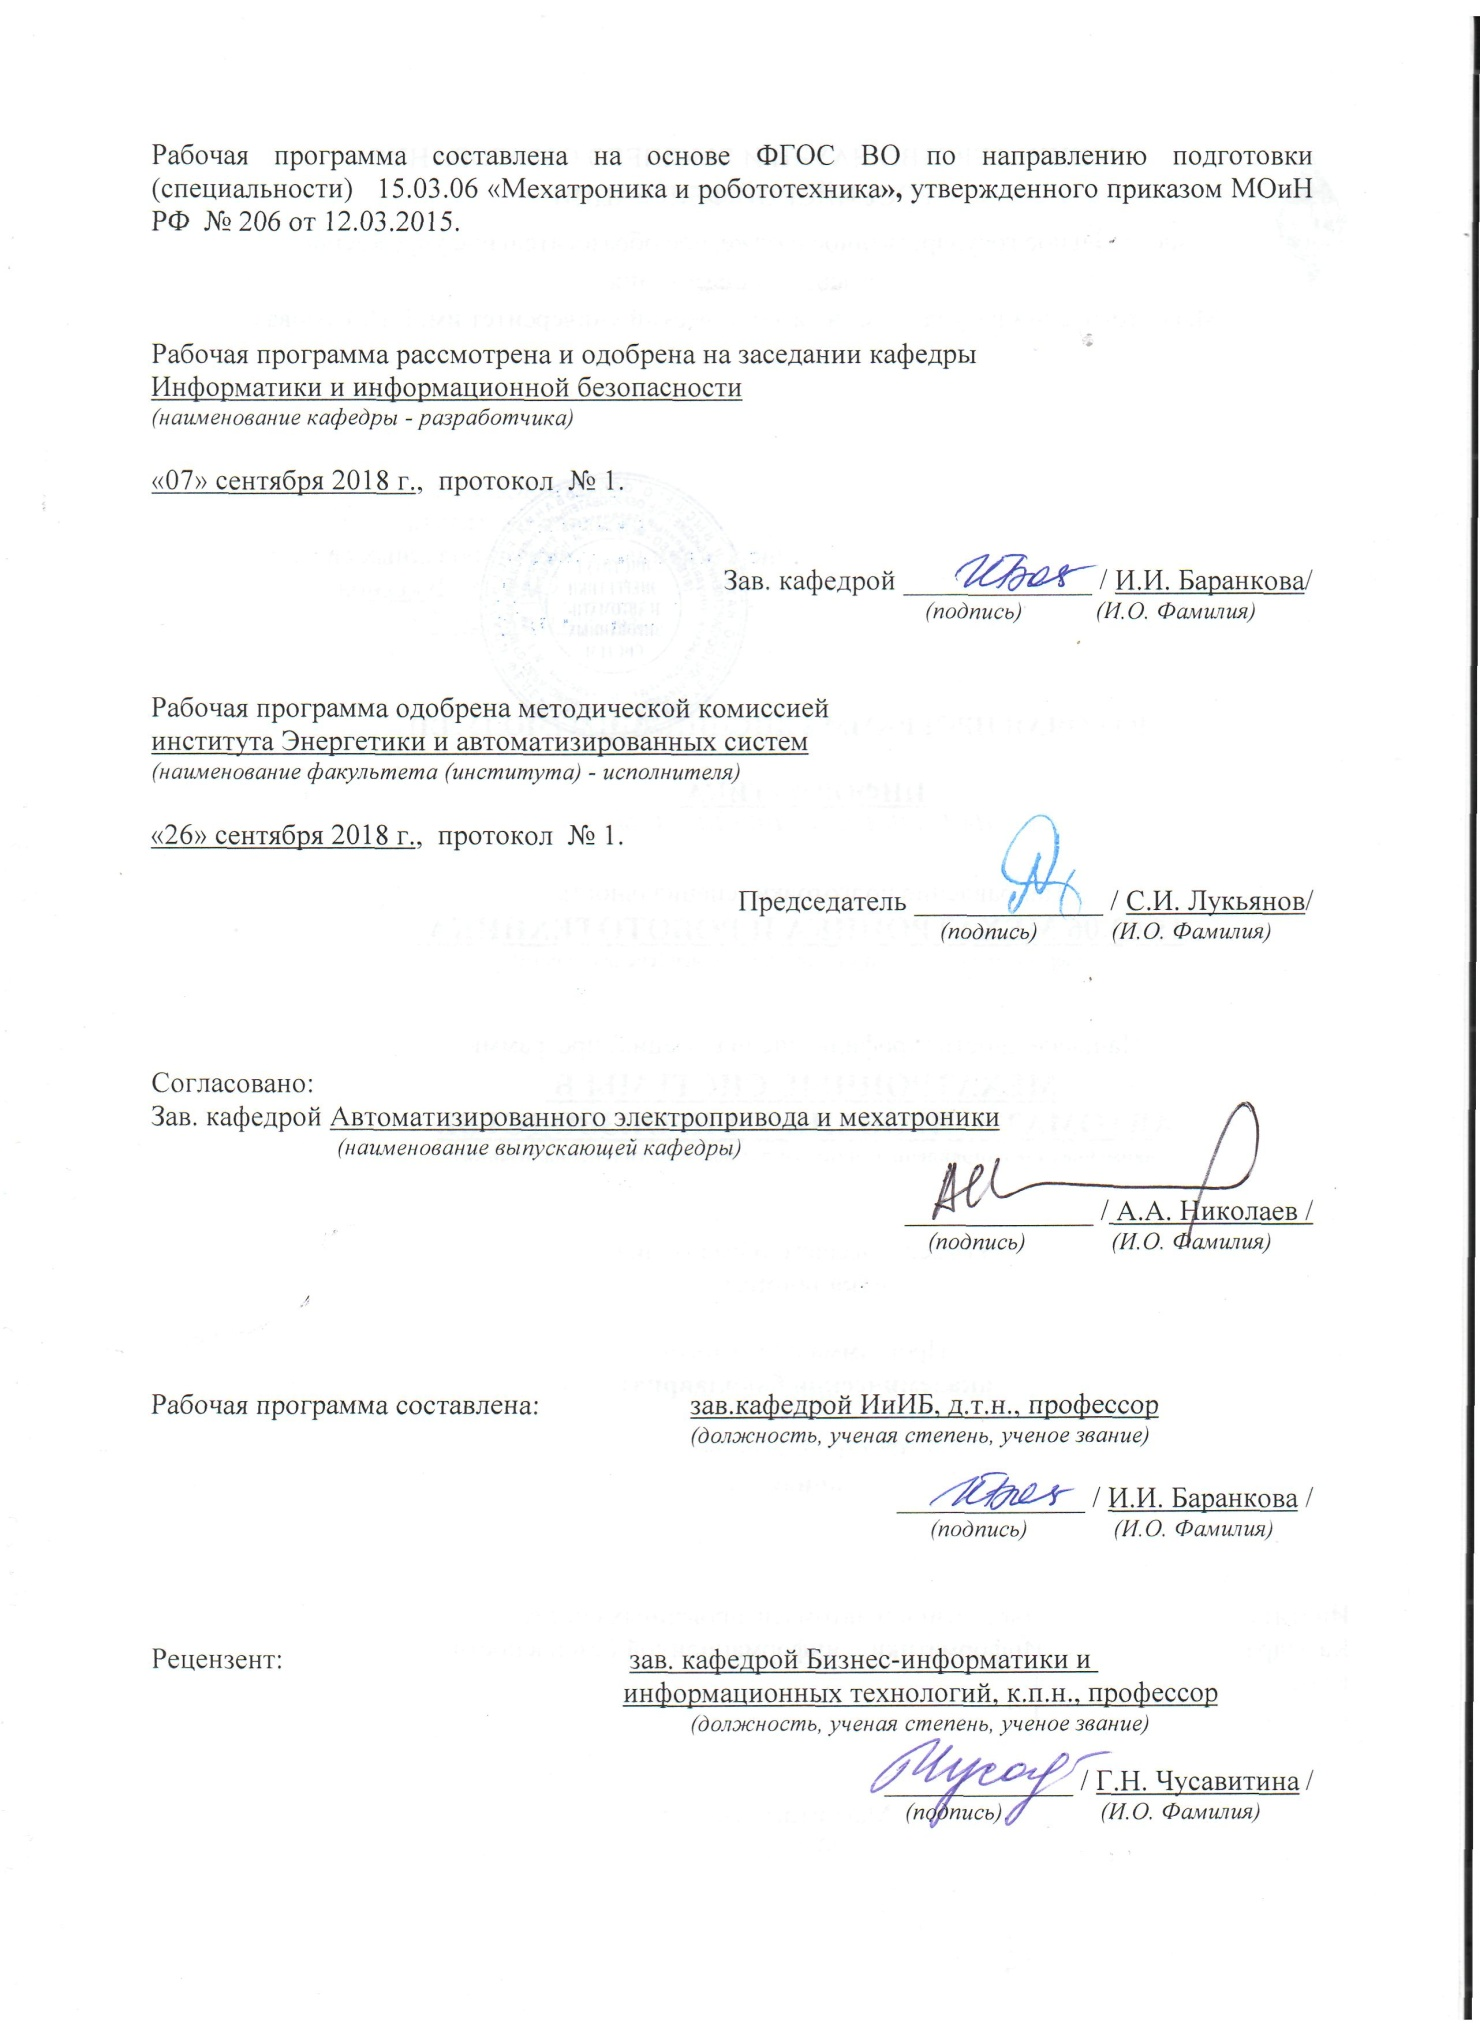 Рабочая программа составлена на основе ФГОС ВО по направлению подготовки
(специальности) 15.03.06 «Мехатроника и робототехника», утвержденного приказом МОиН
РФ № 206 от 12.03.2015.
Рабочая программа рассмотрена и одобрена на заседании кафедры
Информатики и информационной безопасности
(наименование кафедры - разработчика)
«07» сентября 2018 г., протокол № 1.
Зав. кафедрой ______________ / И.И. Баранкова/
(подпись) (И.О. Фамилия)
Рабочая программа одобрена методической комиссией
института Энергетики и автоматизированных систем
(наименование факультета (института) - исполнителя)
«26» сентября 2018 г., протокол № 1.
Председатель ______________ / С.И. Лукьянов/
(подпись) (И.О. Фамилия)
Согласовано:
Зав. кафедрой Автоматизированного электропривода и мехатроники
(наименование выпускающей кафедры)
______________ / А.А. Николаев /
(подпись) (И.О. Фамилия)
Рабочая программа составлена: зав.кафедрой ИиИБ, д.т.н., профессор
(должность, ученая степень, ученое звание)
______________ / И.И. Баранкова /
(подпись) (И.О. Фамилия)
Рецензент: зав. кафедрой Бизнес-информатики и
информационных технологий, к.п.н., профессор
(должность, ученая степень, ученое звание)
______________ / Г.Н. Чусавитина /
(подпись) (И.О. Фамилия)